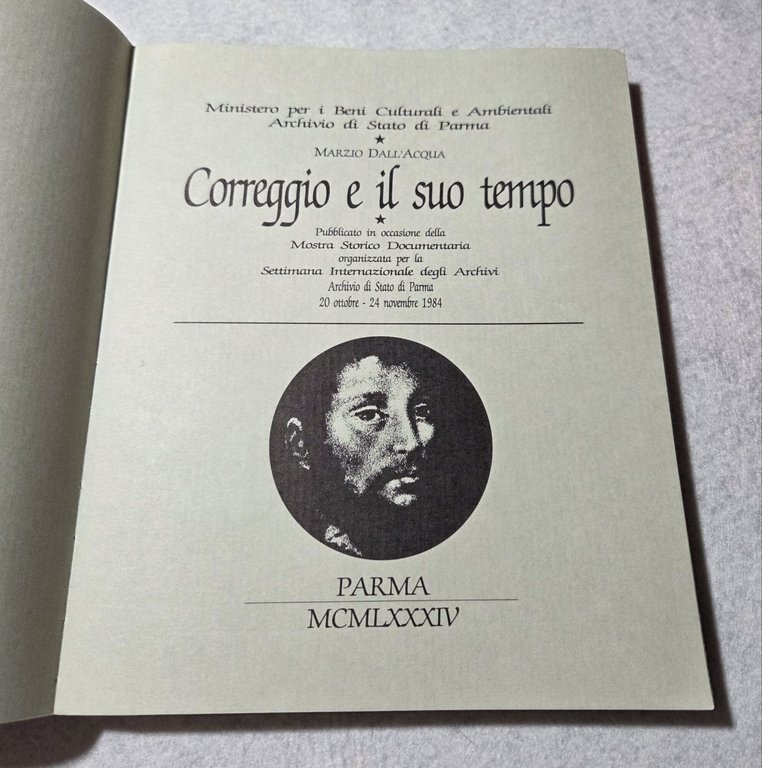 Ministero per i Beni Culturali e Ambientali
Archivio di Stato di Parma
MARZIO DALL'ACQUA
Correggio e il suo tempo
Pubblicato in occasione della
Mostra Storico Documentaria
organizzata per la
Settimana Internazionale degli Archivi
Archivio di Stato di Parma
20 ottobre - 24 novembre 1984
PARMA
MCMLXXXIV